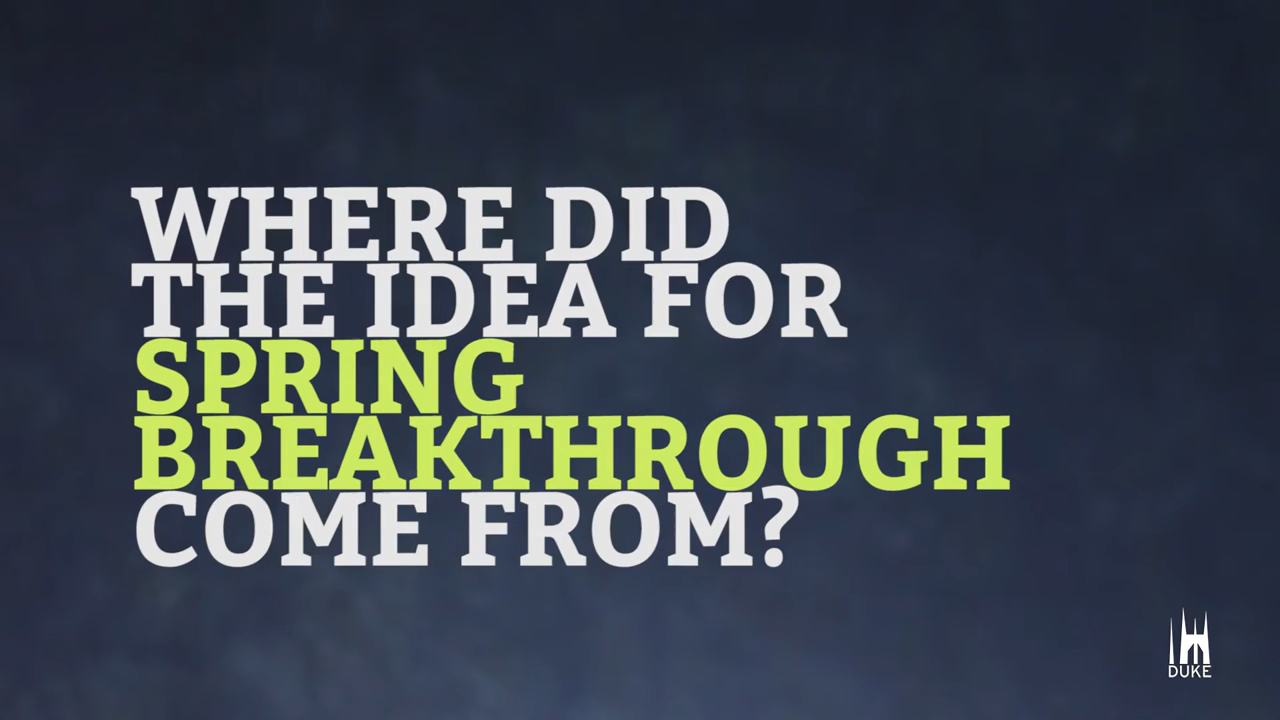 WHERE DID
THE IDEA FOR
SPRING
BREAKTHROUGH
COME FROM?
DUKE